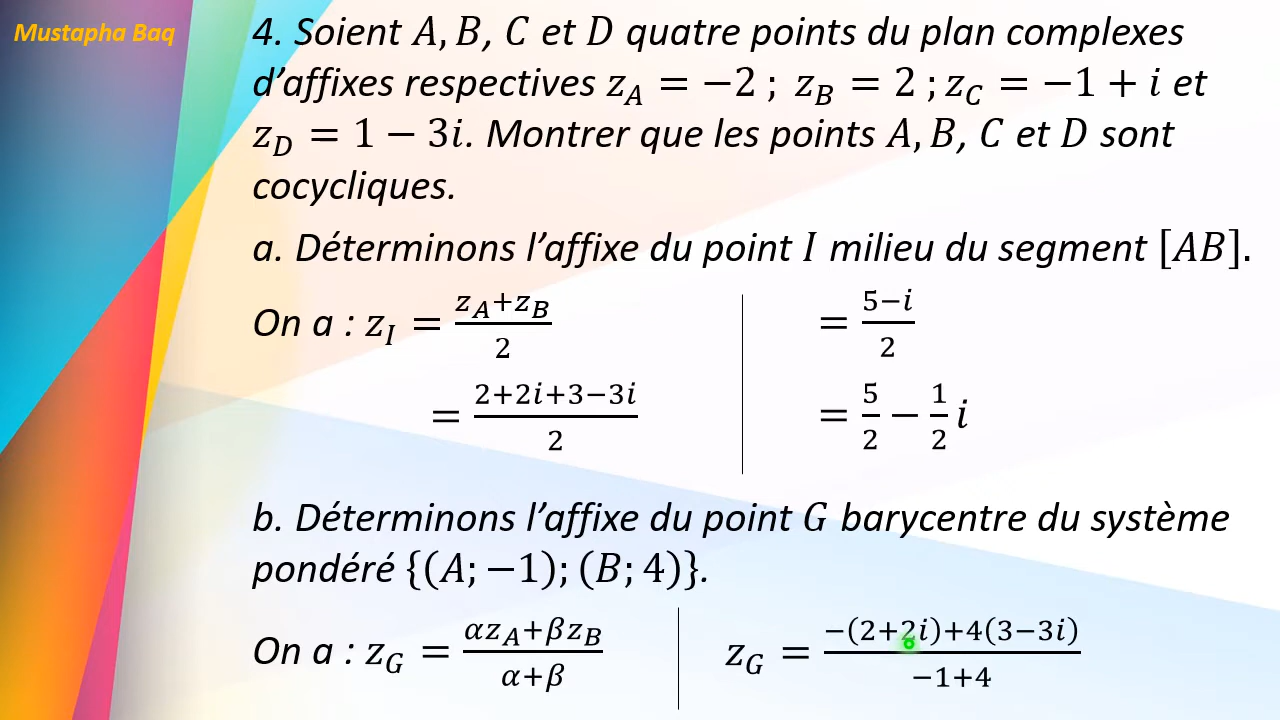 Mustapha Baq
4. Soient A, B, C et D quatre points du plan complexes
d’affixes respectives z_A = −2 ; z_B = 2 ; z_C = −1 + i et
z_D = 1 − 3i. Montrer que les points A, B, C et D sont
cocycliques.
a. Déterminons l’affixe du point I milieu du segment [AB].
On a : z_I = (z_A+z_B)/2
= (2+2i+3−3i)/2
= (5−i)/2
= 5/2 − 1/2 i
b. Déterminons l’affixe du point G barycentre du système
pondéré {(A; −1); (B; 4)}.
On a : z_G = (αz_A+βz_B)/(α+β)
z_G = (−(2+2i)+4(3−3i))/(−1+4)